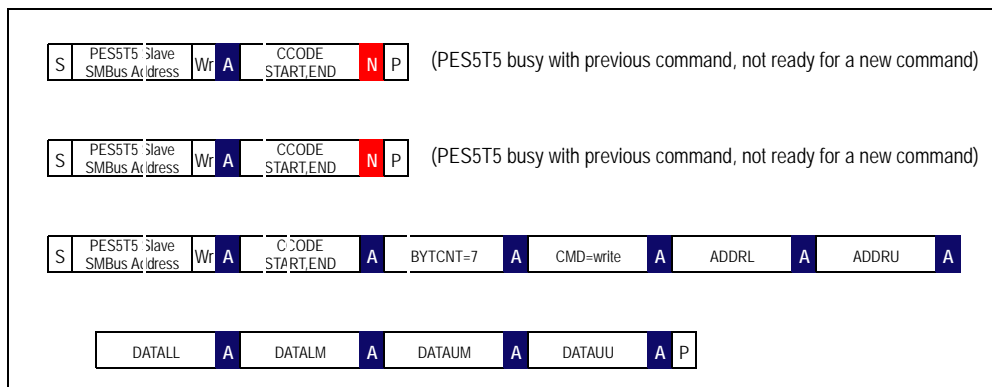 S PES5T5 Slave SMBus Address Wr A CCODE START,END N P (PES5T5 busy with previous command, not ready for a new command)
S PES5T5 Slave SMBus Address Wr A CCODE START,END N P (PES5T5 busy with previous command, not ready for a new command)
S PES5T5 Slave SMBus Address Wr A CCODE START,END A BYTCNT=7 A CMD=write A ADDRL A ADDRU A
DATALL A DATALM A DATAUM A DATAUU A P